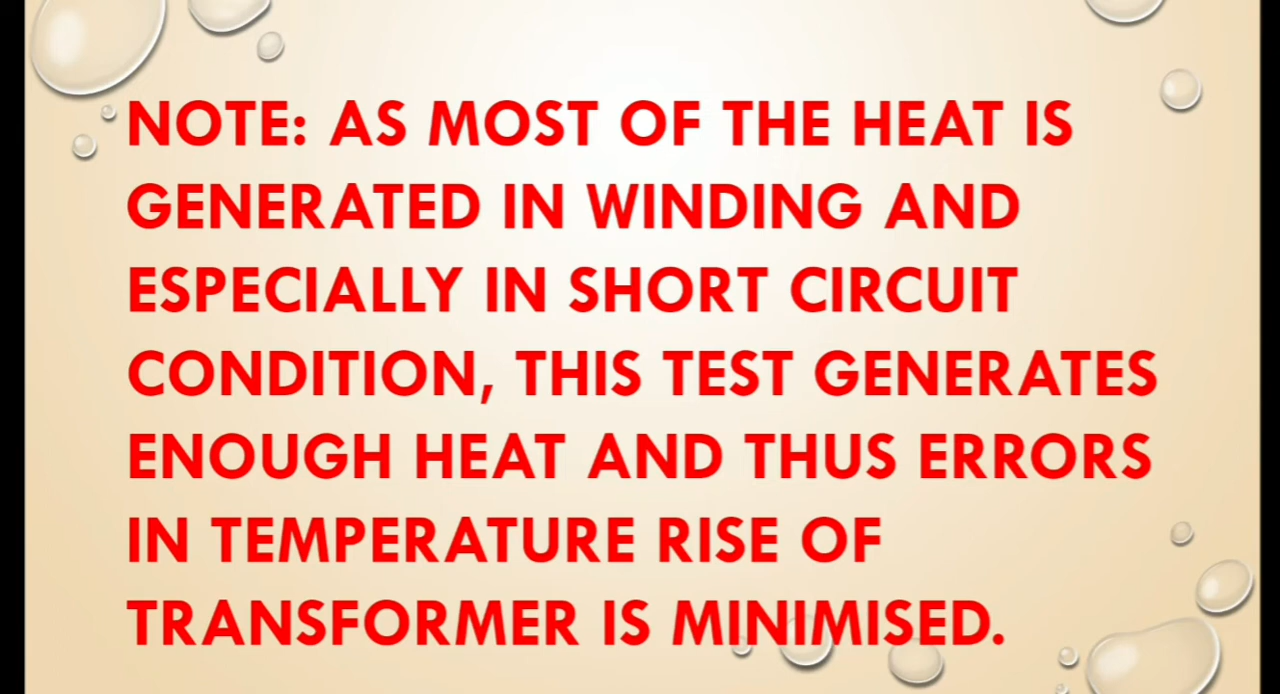 NOTE: AS MOST OF THE HEAT IS
GENERATED IN WINDING AND
ESPECIALLY IN SHORT CIRCUIT
CONDITION, THIS TEST GENERATES
ENOUGH HEAT AND THUS ERRORS
IN TEMPERATURE RISE OF
TRANSFORMER IS MINIMISED.